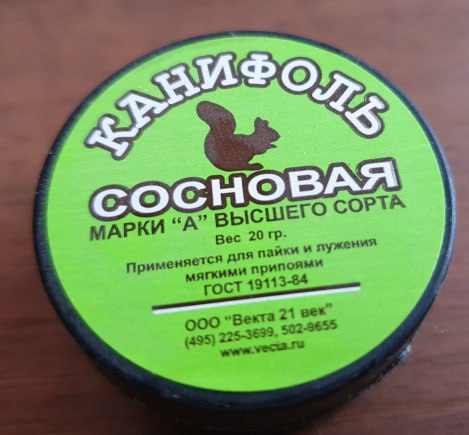 КАНИФОЛЬ
СОСНОВАЯ
МАРКИ "А" ВЫСШЕГО СОРТА
Вес 20 гр.
Применяется для пайки и лужения
мягкими припоями
ГОСТ 19113-84
ООО "Векта 21 век"
(495) 225-3699, 502-9655
www.vecta.ru